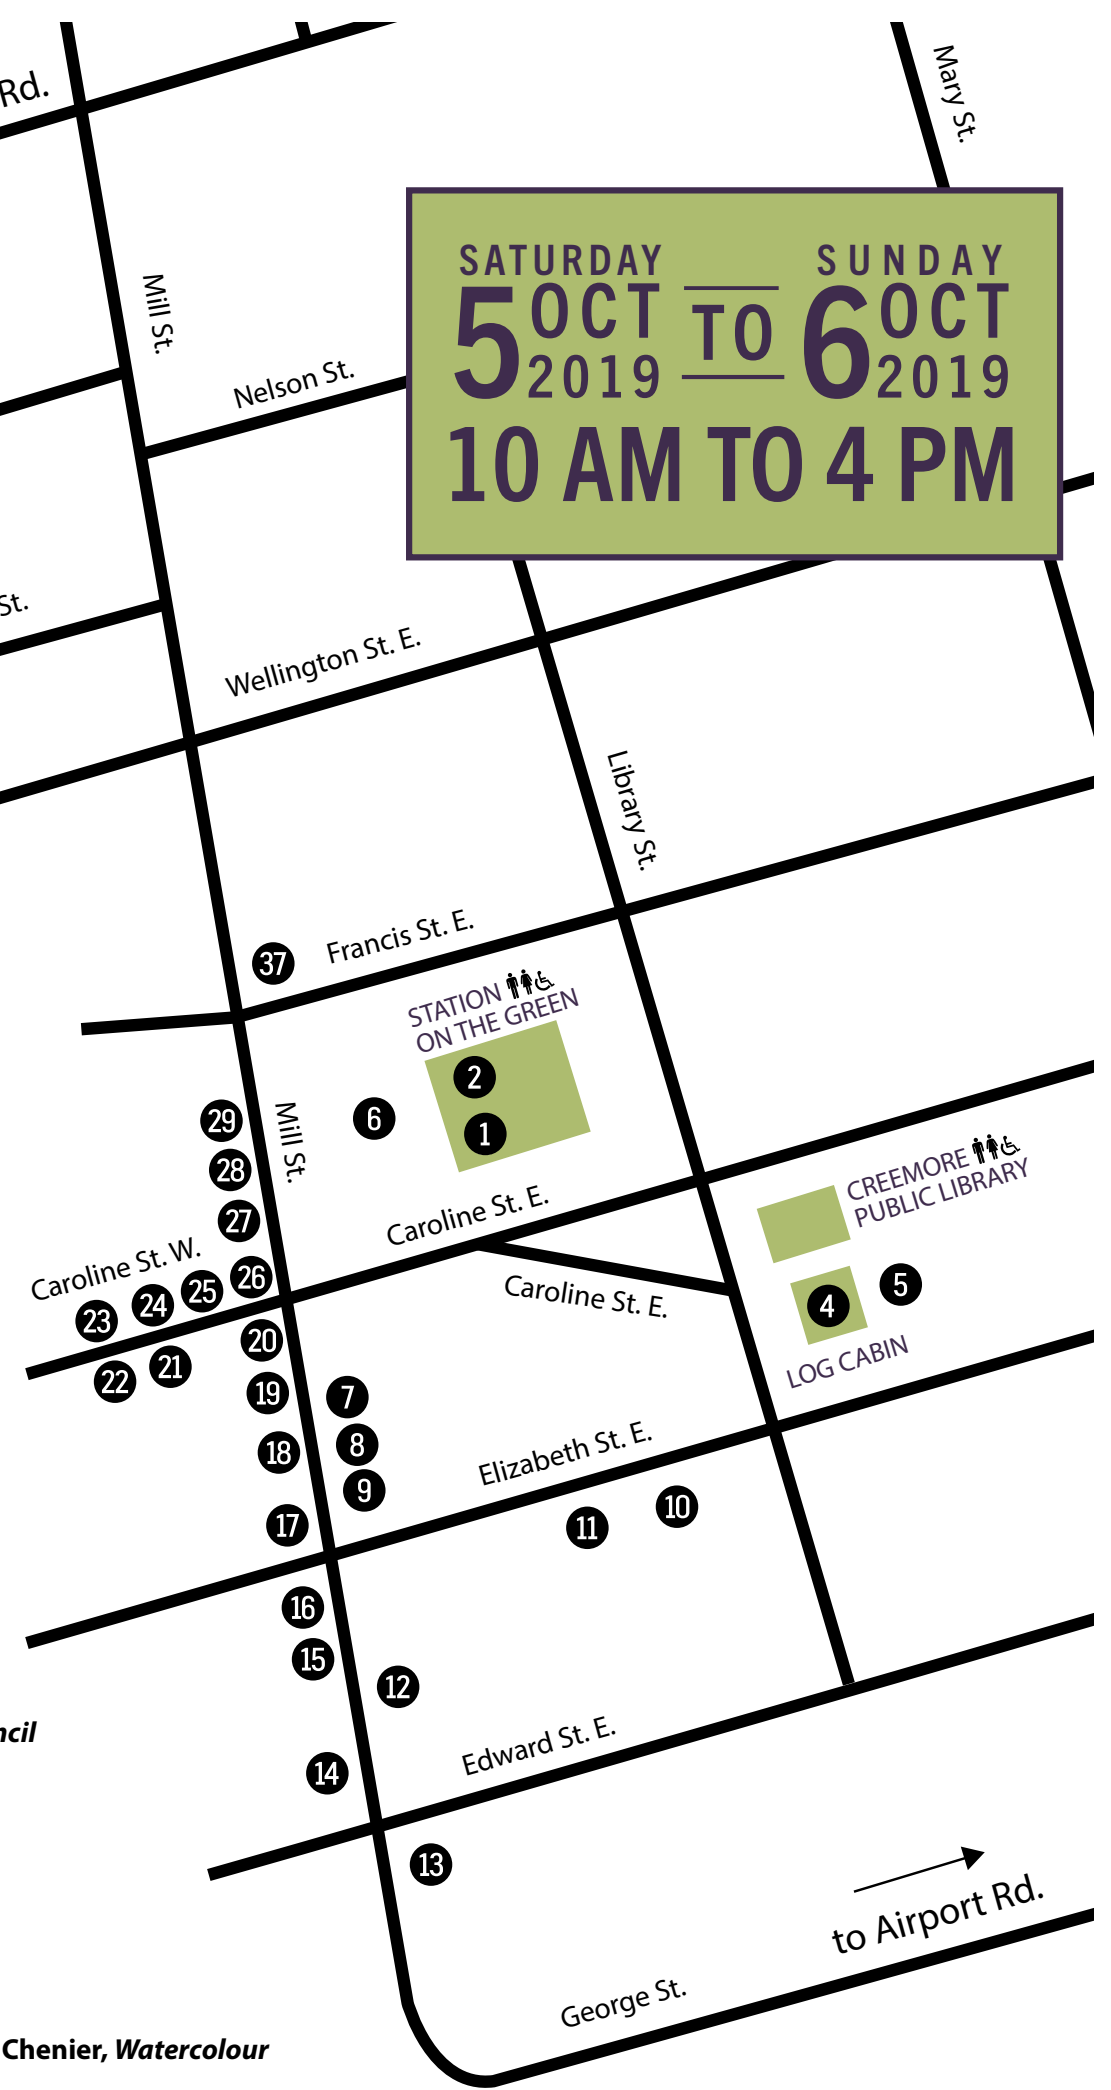 Rd.
Mary St.
Mill St.
Nelson St.
SATURDAY
5 OCT 2019
TO
SUNDAY
6 OCT 2019
10 AM TO 4 PM
St.
Wellington St. E.
Library St.
Francis St. E.
37
STATION
ON THE GREEN
2
1
6
29
Mill St.
28
27
Caroline St. E.
CREEMORE
PUBLIC LIBRARY
Caroline St. W.
26
25
24
23
Caroline St. E.
5
4
LOG CABIN
20
21
22
19
7
18
8
9
Elizabeth St. E.
17
11
10
16
15
12
ncil
Edward St. E.
14
13
to Airport Rd.
George St.
Chenier, Watercolour